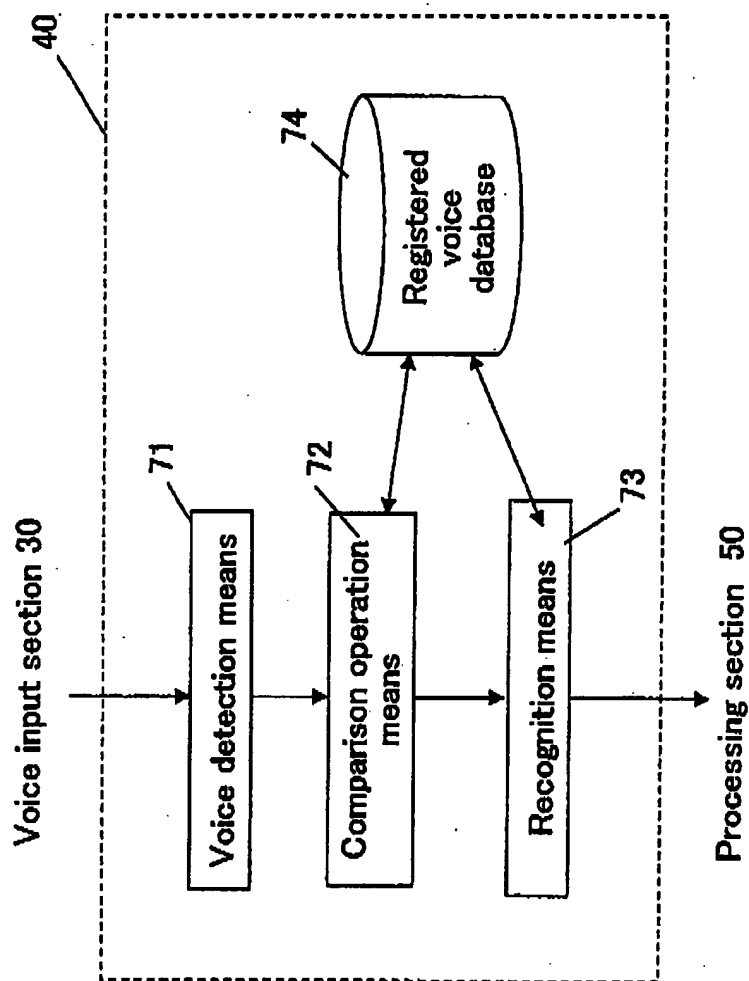 Voice input section 30
40
71
Voice detection means
72
Comparison operation
means
74
Registered
voice
database
Recognition means
73
Processing section 50